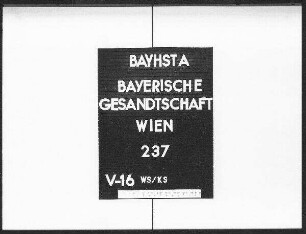 BAYHSTA
BAYERISCHE
GESANDTSCHAFT
WIEN
237
V-16 WS/KS